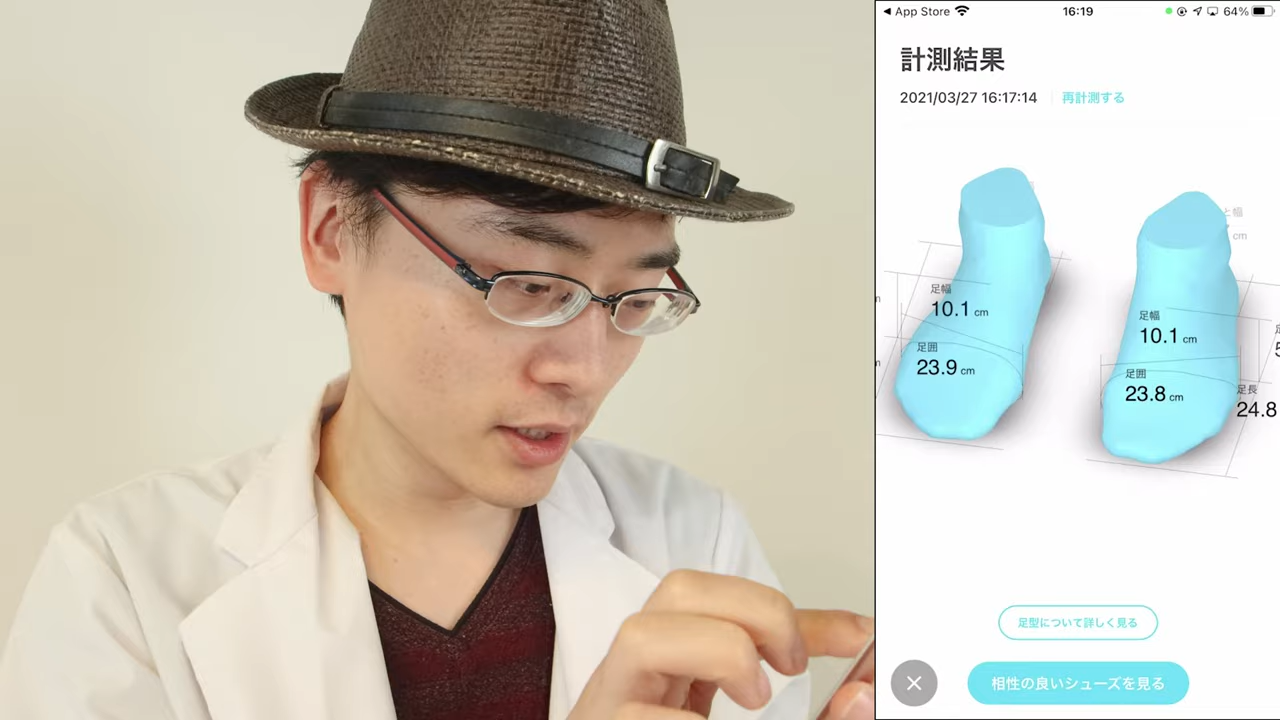 App Store
16:19
64%
計測結果
2021/03/27 16:17:14
再計測する
と幅
cm
足幅
10.1 cm
足囲
23.9 cm
足幅
10.1 cm
足囲
23.8 cm
足長
24.8
足型について詳しく見る
相性の良いシューズを見る